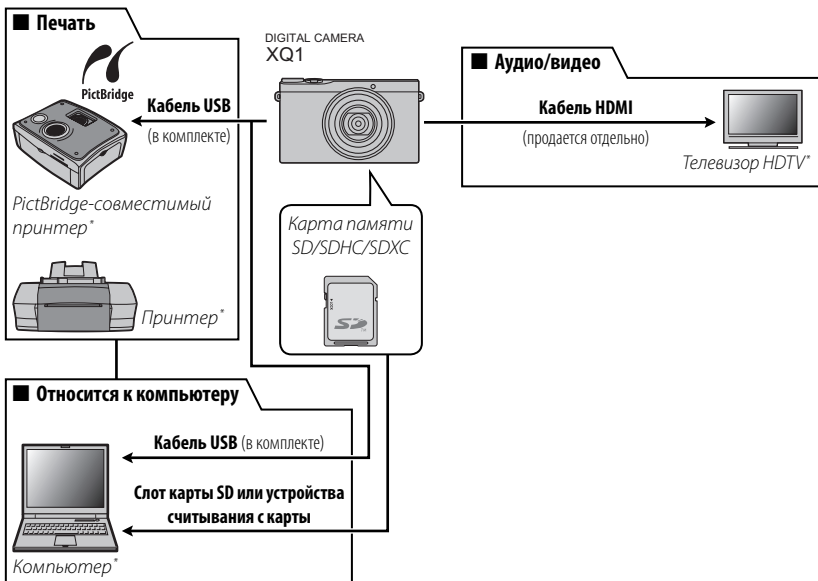 ■ Печать
PictBridge
Кабель USB
(в комплекте)
PictBridge-совместимый
принтер*
Принтер*
DIGITAL CAMERA
XQ1
■ Аудио/видео
Кабель HDMI
(продается отдельно)
Телевизор HDTV*
Карта памяти
SD/SDHC/SDXC
SD
■ Относится к компьютеру
Кабель USB (в комплекте)
Слот карты SD или устройства
считывания с карты
Компьютер*